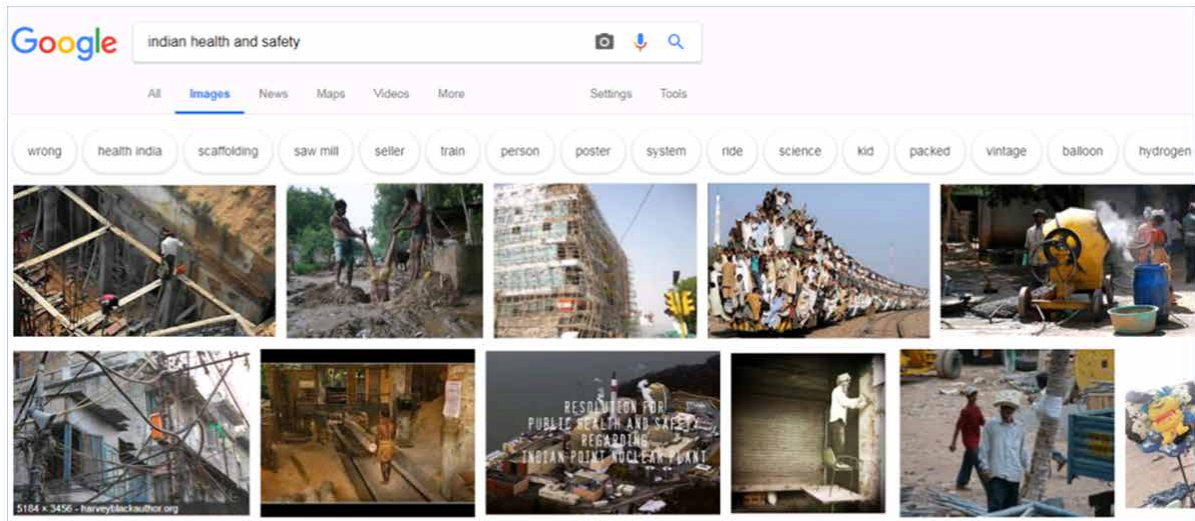 Google
indian health and safety
All Images News Maps Videos More Settings Tools
wrong health india scaffolding saw mill seller train person poster system ride science kid packed vintage balloon hydrogen
RESOLUTION FOR
PUBLIC HEALTH AND SAFETY
REGARDING
INDIAN POINT NUCLEAR PLANT
5184 × 3456 - harveyblackauthor.org